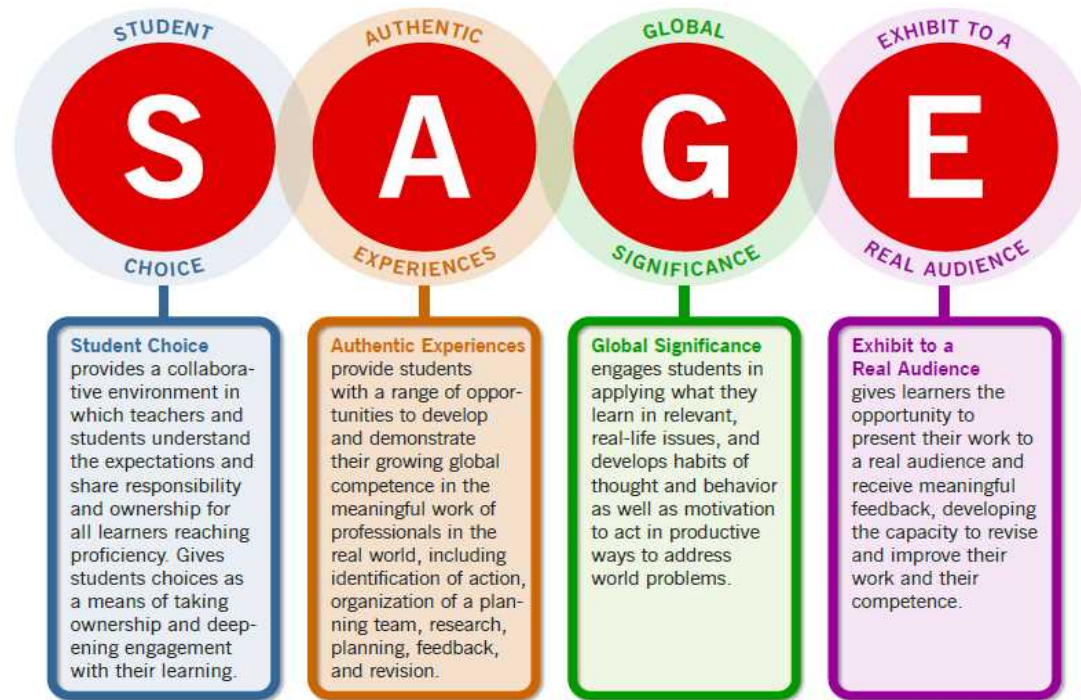 STUDENT
S
CHOICE
AUTHENTIC
A
EXPERIENCES
GLOBAL
G
SIGNIFICANCE
EXHIBIT TO A
E
REAL AUDIENCE
Student Choice
provides a collabora-
tive environment in
which teachers and
students understand
the expectations and
share responsibility
and ownership for
all learners reaching
proficiency. Gives
students choices as
a means of taking
ownership and deep-
ening engagement
with their learning.
Authentic Experiences
provide students
with a range of oppor-
tunities to develop
and demonstrate
their growing global
competence in the
meaningful work of
professionals in the
real world, including
identification of action,
organization of a plan-
ning team, research,
planning, feedback,
and revision.
Global Significance
engages students in
applying what they
learn in relevant,
real-life issues, and
develops habits of
thought and behavior
as well as motivation
to act in productive
ways to address
world problems.
Exhibit to a
Real Audience
gives learners the
opportunity to
present their work to
a real audience and
receive meaningful
feedback, developing
the capacity to revise
and improve their
work and their
competence.